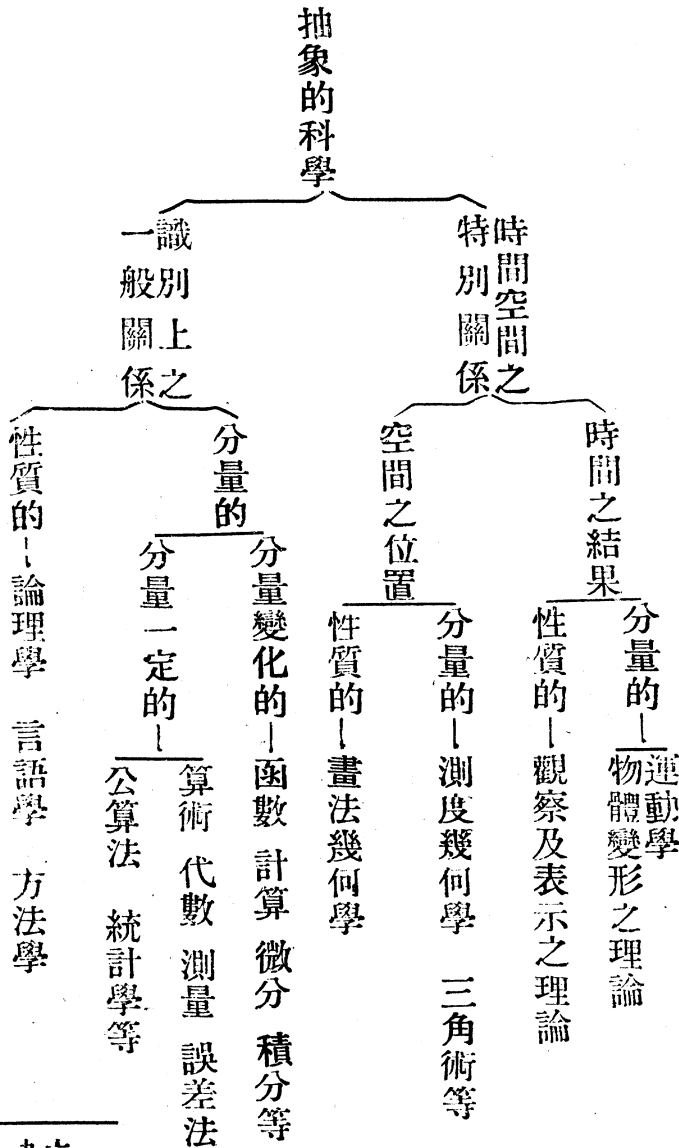 抽象的科學
時間空間之
特別關係
識別上之
一般關係
時間之結果
分量的
運動學
物體變形之理論
性質的
觀察及表示之理論
空間之位置
分量的
測度幾何學 三角術等
性質的
畫法幾何學
分量的
分量變化的
函數 計算 微分 積分等
分量一定的
算術 代數 測量 誤差法
公算法 統計學等
性質的
論理學 言語學 方法學